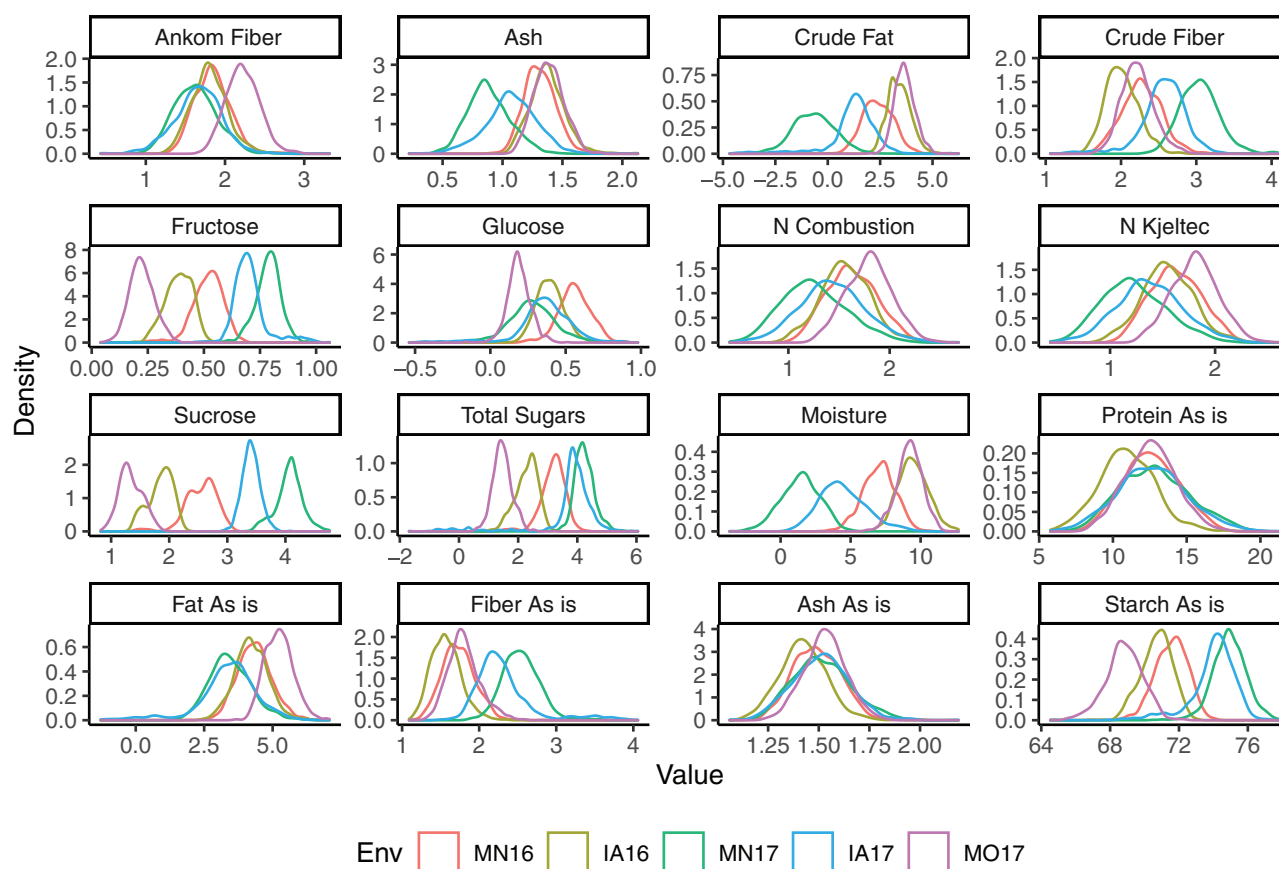 Ankom Fiber Ash Crude Fat Crude Fiber
2.0 3 0.75 2.0
1.5 2 0.50 1.5
1.0 1 0.25 1.0
0.5 0 0.00 0.5
0.0 0.0
1 2 3 0.5 1.0 1.5 2.0 −5.0 −2.5 0.0 2.5 5.0 1 2 3 4
Fructose Glucose N Combustion N Kjeltec
8 6 1.5 1.5
6 4 1.0 1.0
4 2 0.5 0.5
2 0 0.0 0.0
0
0.00 0.25 0.50 0.75 1.00 −0.5 0.0 0.5 1.0 1 2 1 2
Density
Sucrose Total Sugars Moisture Protein As is
2 1.0 0.4 0.20
1 0.5 0.3 0.15
0 0.0 0.2 0.10
0.1 0.05
0.0 0.00
1 2 3 4 −2 0 2 4 6 0 5 10 5 10 15 20
Fat As is Fiber As is Ash As is Starch As is
0.6 2.0 4 0.4
0.4 1.5 3 0.3
0.2 1.0 2 0.2
0.0 0.5 1 0.1
0.0 0 0.0
0.0 2.5 5.0 1 2 3 4 1.25 1.50 1.75 2.00 64 68 72 76
Value
Env MN16 IA16 MN17 IA17 MO17